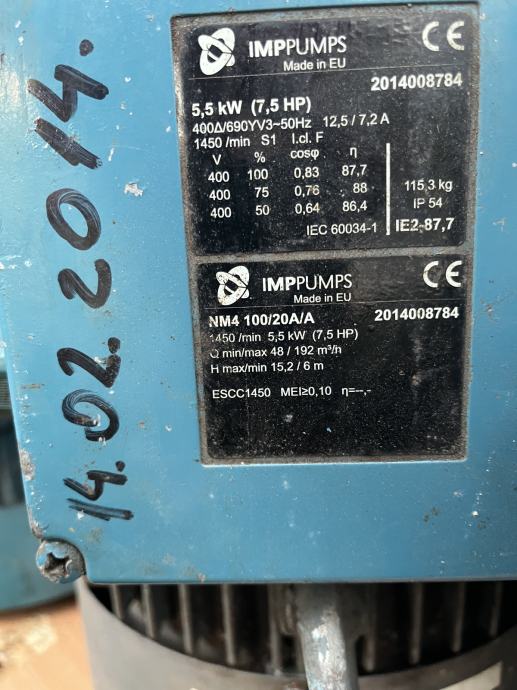 14.02.2014.
IMPPUMPS CE
Made in EU
2014008784
5,5 kW (7,5 HP)
400Δ/690YV3~50Hz 12,5 / 7,2 A
1450 /min S1 I.cl. F
V % cosφ η
400 100 0,83 87,7
400 75 0,76 88 115,3 kg
400 50 0,64 86,4 IP 54
IEC 60034-1 IE2-87,7
IMPPUMPS CE
Made in EU
NM4 100/20A/A 2014008784
1450 /min 5,5 kW (7,5 HP)
Q min/max 48 / 192 m³/h
H max/min 15,2 / 6 m
ESCC1450 MEI≥0,10 η=--,-